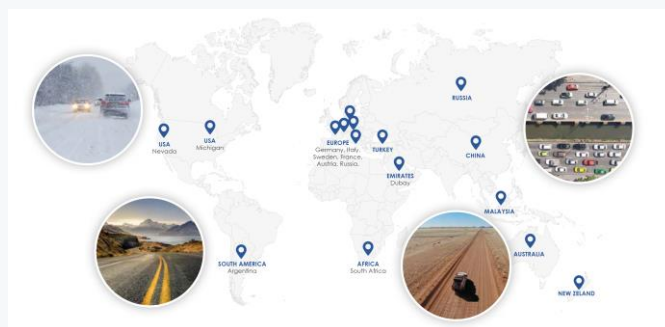 RUSSIA
USA
Nevada
USA
Michigan
EUROPE
Germany, Italy,
Sweden, France,
Austria, Russia.
TURKEY
CHINA
EMIRATES
Dubay
MALAYSIA
SOUTH AMERICA
Argentina
AFRICA
South Africa
AUSTRALIA
NEW ZELAND